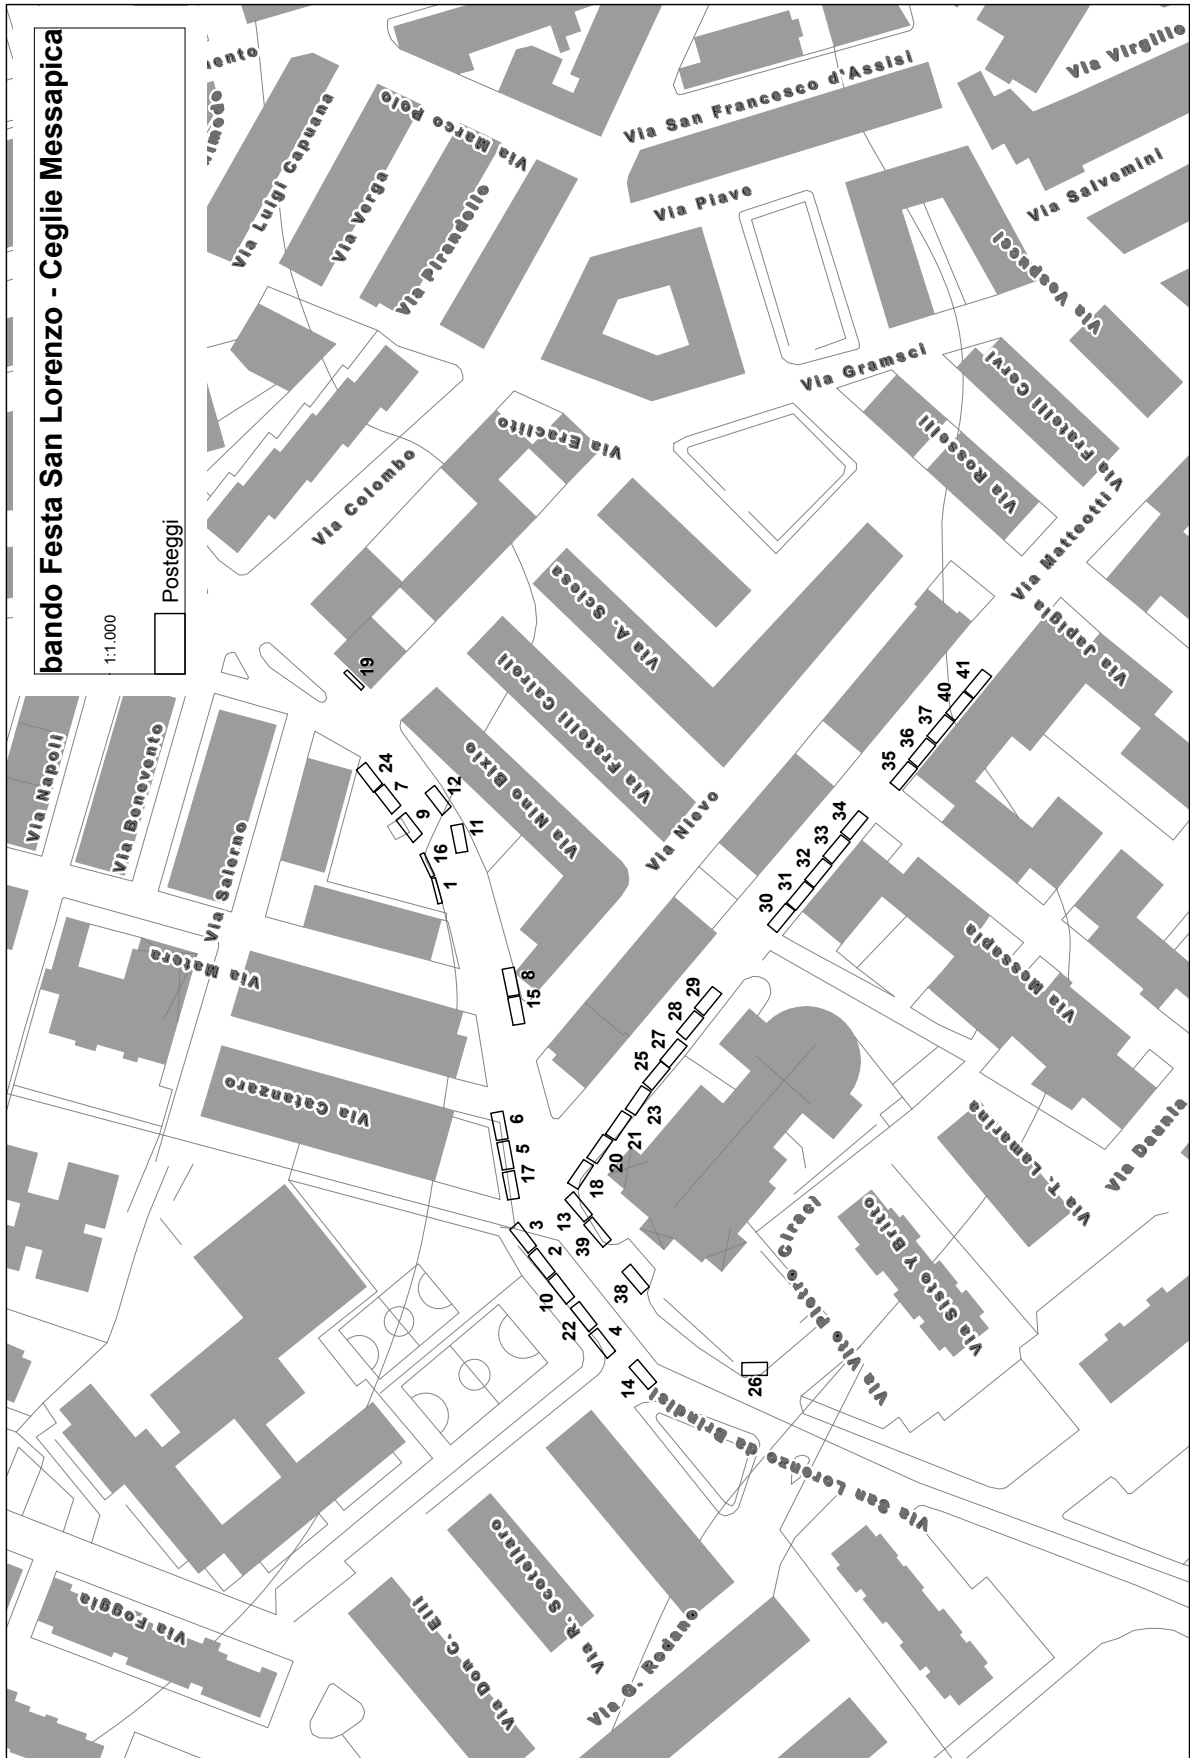 bando Festa San Lorenzo - Ceglie Messapica
1:1.000
Posteggi
Via Napoli
Via Benevento
Via Salerno
Via Matera
Via Catanzaro
Via Foggia
Via Don C. Elli
Via R. Scotellaro
Via G. Rodano
Via San Lorenzo da Brindisi
Via Vito Pietro Cirael
Via Sisto Y Britto
Via T. Lamarina
Via Daunia
Via Messapia
Via Japigia
Via Matteotti
Via Fratelli Cervi
Via Rosselli
Via Gramsci
Via Vespucci
Via Salvemini
Via Virgilio
Via San Francesco d'Assisi
Via Piave
Via Marco Polo
Via Pirandello
Via Verga
Via Luigi Capuana
Via Colombo
Via Eraclito
Via A. Sciesa
Via Fratelli Cairoli
Via Nino Bixio
Via Nievo
19
24
7
9
12
11
16
1
8
15
6
5
17
3
2
10
22
4
14
13
39
38
26
18
20
21
23
25
27
28
29
30
31
32
33
34
35
36
37
40
41